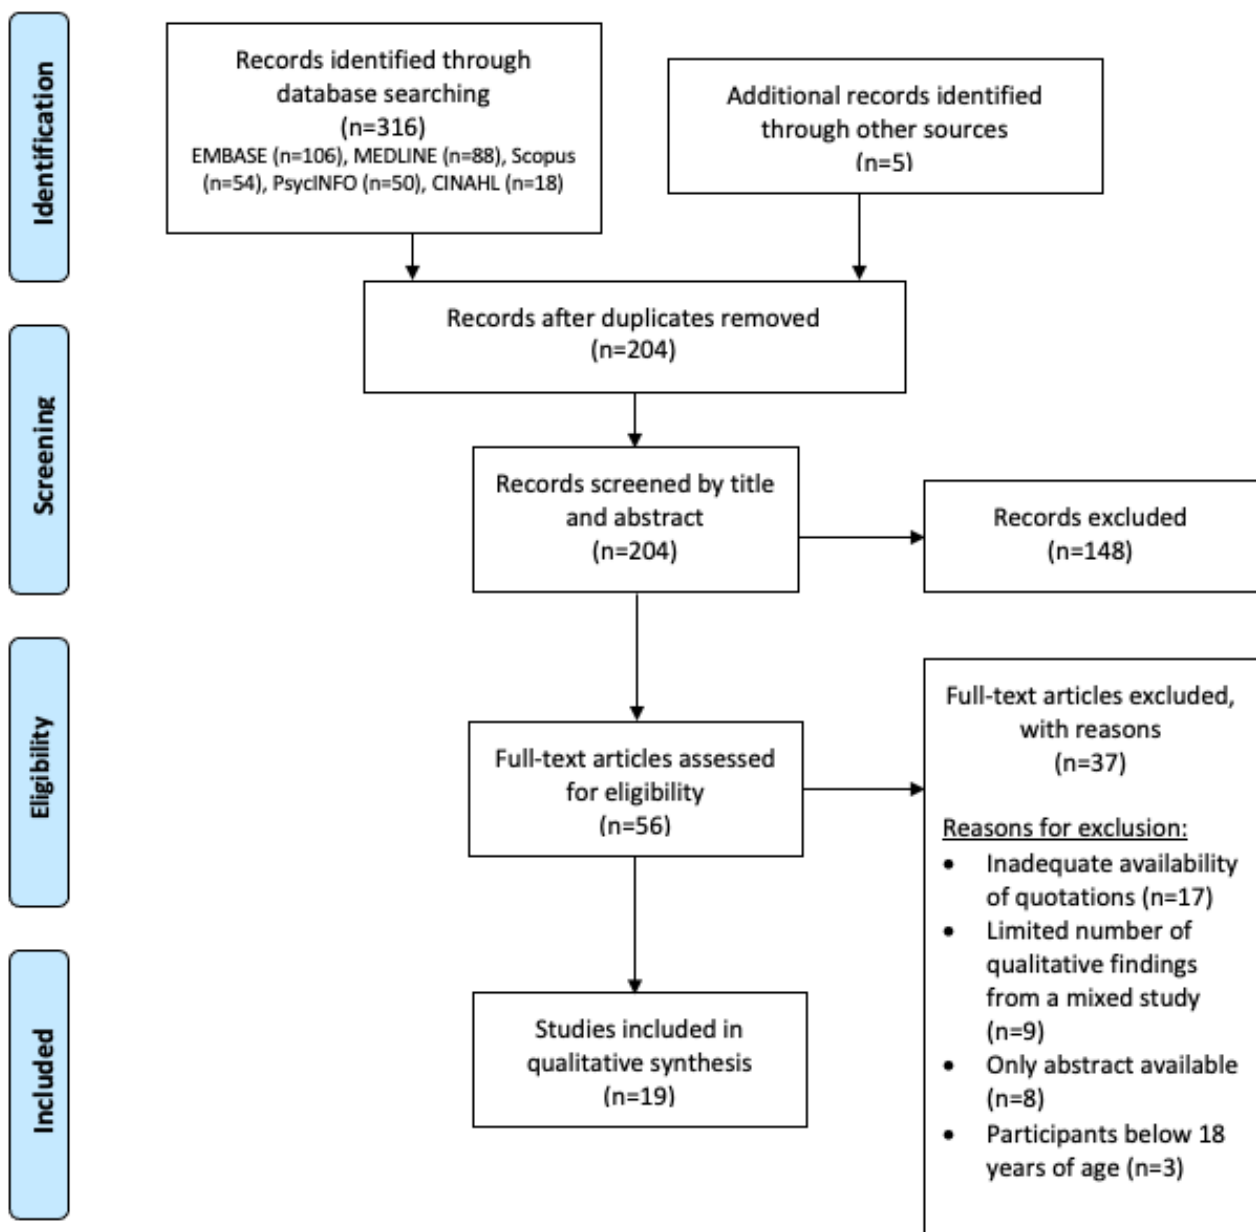 Identification
Records identified through
database searching
(n=316)
EMBASE (n=106), MEDLINE (n=88), Scopus
(n=54), PsycINFO (n=50), CINAHL (n=18)
Additional records identified
through other sources
(n=5)
Records after duplicates removed
(n=204)
Screening
Records screened by title
and abstract
(n=204)
Records excluded
(n=148)
Eligibility
Full-text articles assessed
for eligibility
(n=56)
Full-text articles excluded,
with reasons
(n=37)
Reasons for exclusion:
• Inadequate availability
of quotations (n=17)
• Limited number of
qualitative findings
from a mixed study
(n=9)
• Only abstract available
(n=8)
• Participants below 18
years of age (n=3)
Included
Studies included in
qualitative synthesis
(n=19)